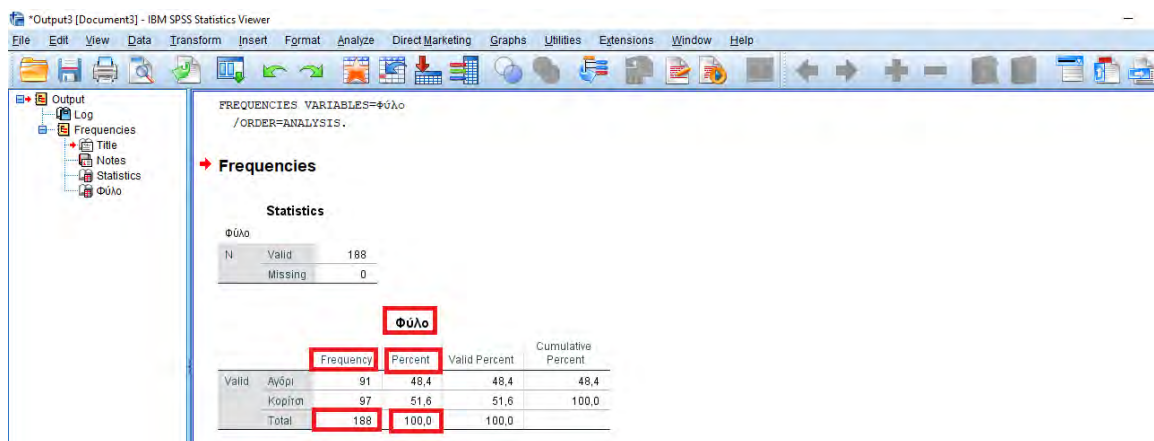 *Output3 [Document3] - IBM SPSS Statistics Viewer
File Edit View Data Transform Insert Format Analyze Direct Marketing Graphs Utilities Extensions Window Help
Output
Log
Frequencies
Title
Notes
Statistics
Φύλο
FREQUENCIES VARIABLES=Φύλο
/ORDER=ANALYSIS.
Frequencies
Statistics
Φύλο
N Valid 188
Missing 0
Φύλο
Frequency Percent Valid Percent Cumulative Percent
Valid Αγόρι 91 48,4 48,4 48,4
Κορίτσι 97 51,6 51,6 100,0
Total 188 100,0 100,0